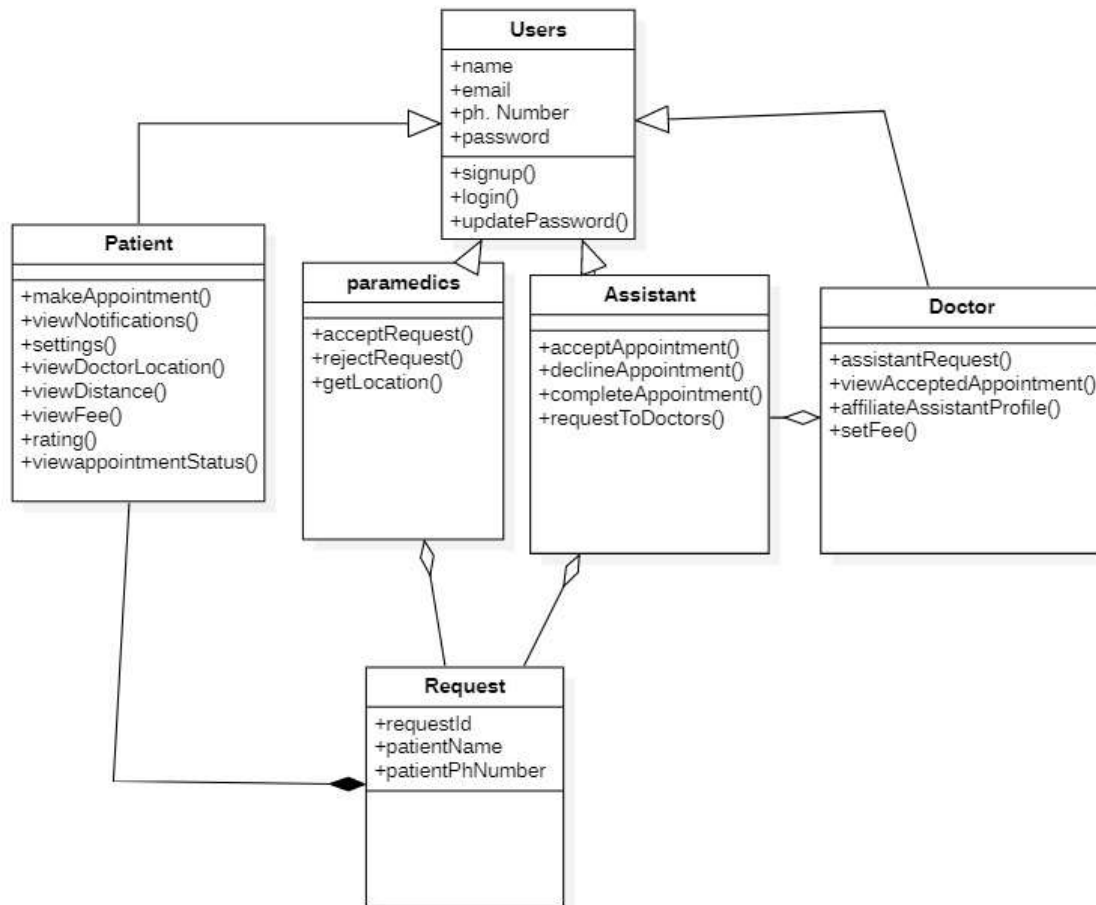 Users
+name
+email
+ph. Number
+password
+signup()
+login()
+updatePassword()
Patient
+makeAppointment()
+viewNotifications()
+settings()
+viewDoctorLocation()
+viewDistance()
+viewFee()
+rating()
+viewappointmentStatus()
paramedics
+acceptRequest()
+rejectRequest()
+getLocation()
Assistant
+acceptAppointment()
+declineAppointment()
+completeAppointment()
+requestToDoctors()
Doctor
+assistantRequest()
+viewAcceptedAppointment()
+affiliateAssistantProfile()
+setFee()
Request
+requestId
+patientName
+patientPhNumber